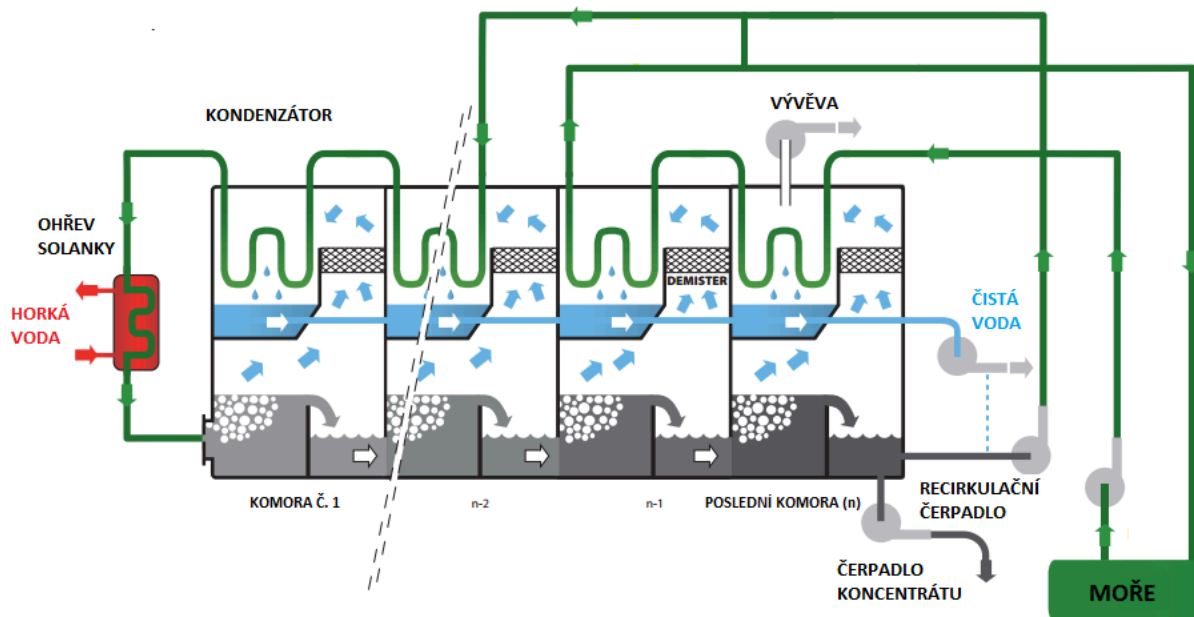 KONDENZÁTOR
VÝVĚVA
OHŘEV
SOLANKY
HORKÁ
VODA
DEMISTER
ČISTÁ
VODA
KOMORA Č. 1
n-2
n-1
POSLEDNÍ KOMORA (n)
RECIRKULAČNÍ
ČERPADLO
ČERPADLO
KONCENTRÁTU
MOŘE